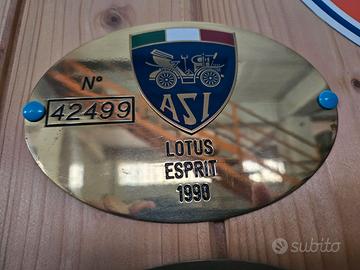 N°
42499
ASI
LOTUS
ESPRIT
1990
subito